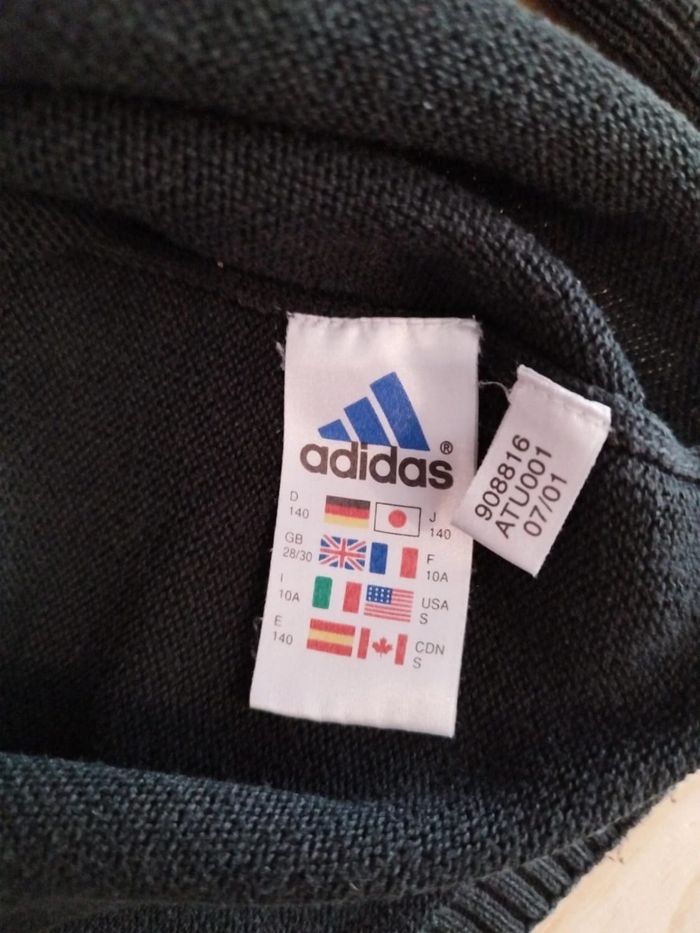 adidas®
D
140
J
140
GB
28/30
F
10A
I
10A
USA
S
E
140
CDN
S
908816
ATU001
07/01